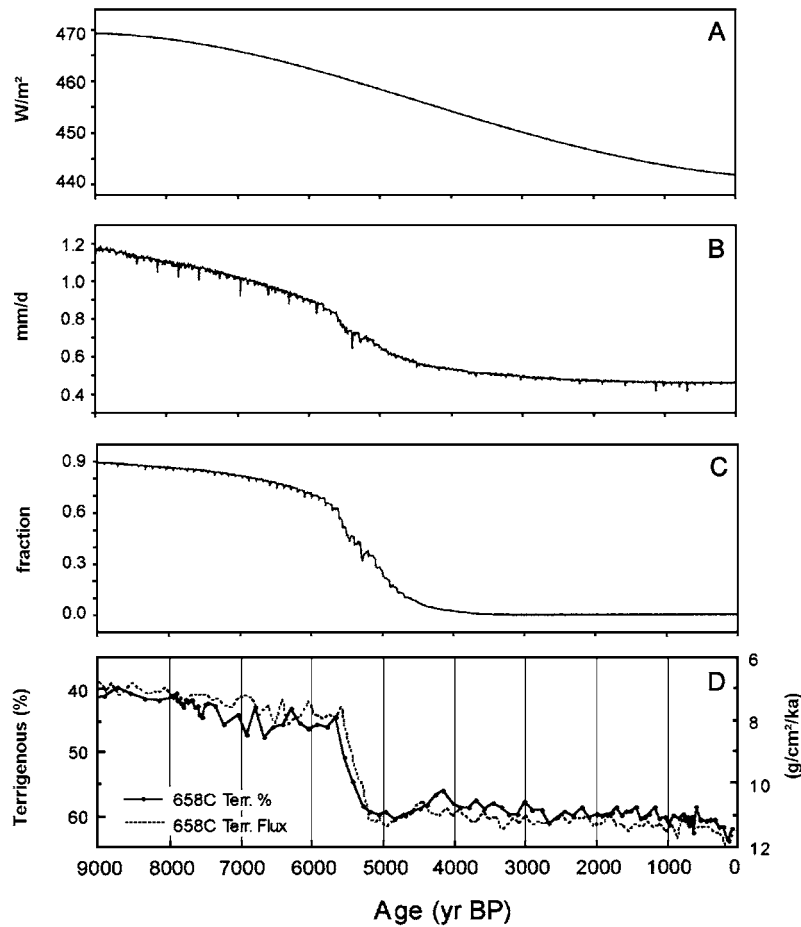 A
W/m²
470
460
450
440
B
mm/d
1.2
1.0
0.8
0.6
0.4
C
fraction
0.9
0.6
0.3
0.0
D
Terrigenous (%)
40
50
60
658C Terr. %
658C Terr. Flux
6
8
10
12
(g/cm²/ka)
9000 8000 7000 6000 5000 4000 3000 2000 1000 0
Age (yr BP)